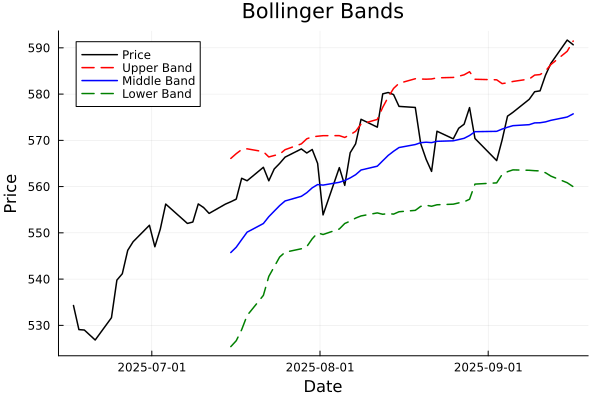 Bollinger Bands
Price
Upper Band
Middle Band
Lower Band
590
580
570
560
550
540
530
Price
2025-07-01
2025-08-01
2025-09-01
Date